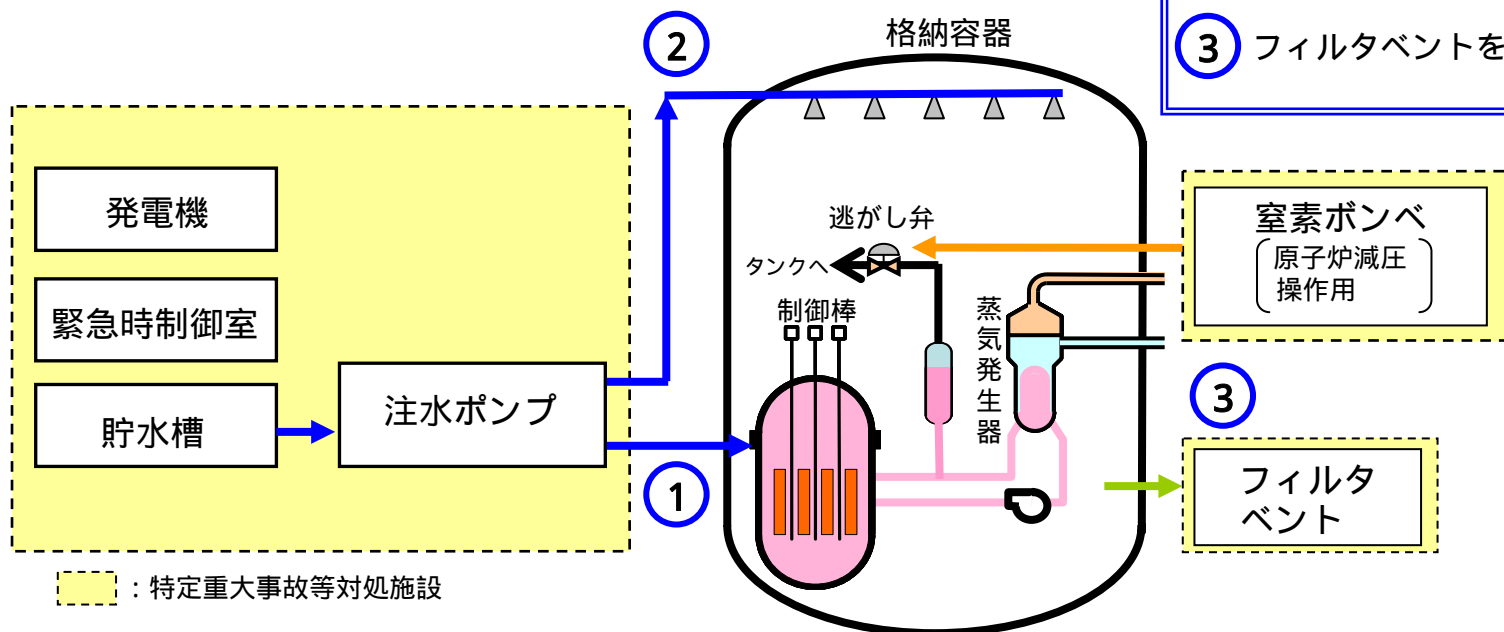 ②
格納容器
③ フィルタベントを
発電機
緊急時制御室
貯水槽
注水ポンプ
①
逃がし弁
タンクへ
制御棒
蒸気発生器
窒素ボンベ
原子炉減圧
操作用
③
フィルタ
ベント
：特定重大事故等対処施設